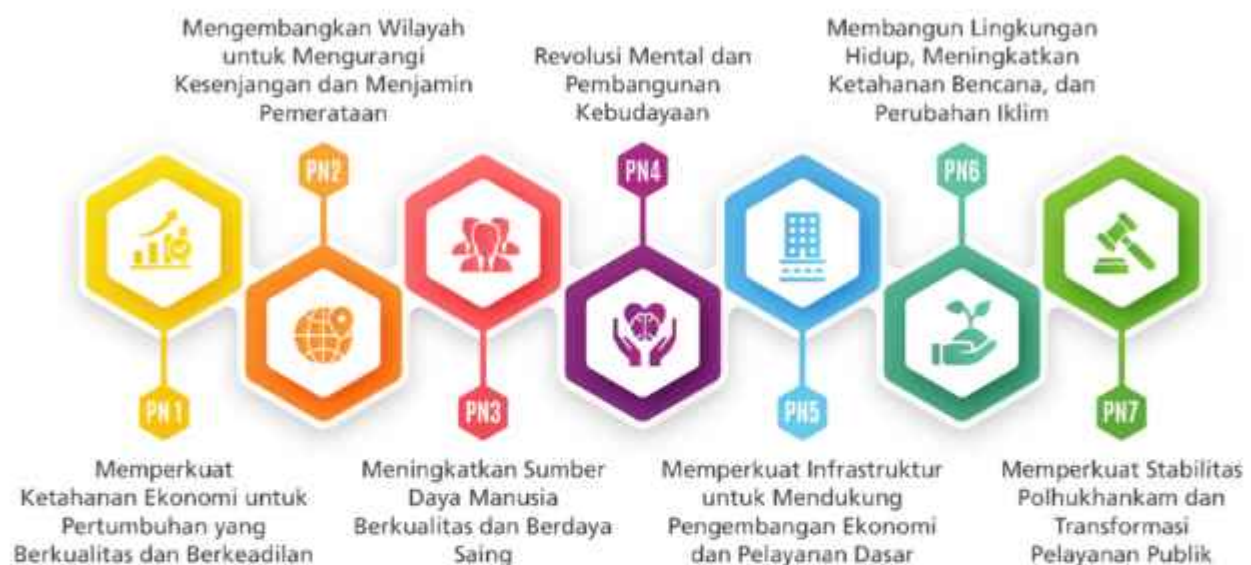 Mengembangkan Wilayah
untuk Mengurangi
Kesenjangan dan Menjamin
Pemerataan
PN2
Revolusi Mental dan
Pembangunan
Kebudayaan
PN4
Membangun Lingkungan
Hidup, Meningkatkan
Ketahanan Bencana, dan
Perubahan Iklim
PN6
PN 1
Memperkuat
Ketahanan Ekonomi untuk
Pertumbuhan yang
Berkualitas dan Berkeadilan
PN3
Meningkatkan Sumber
Daya Manusia
Berkualitas dan Berdaya
Saing
PN5
Memperkuat Infrastruktur
untuk Mendukung
Pengembangan Ekonomi
dan Pelayanan Dasar
PN7
Memperkuat Stabilitas
Polhukhankam dan
Transformasi
Pelayanan Publik